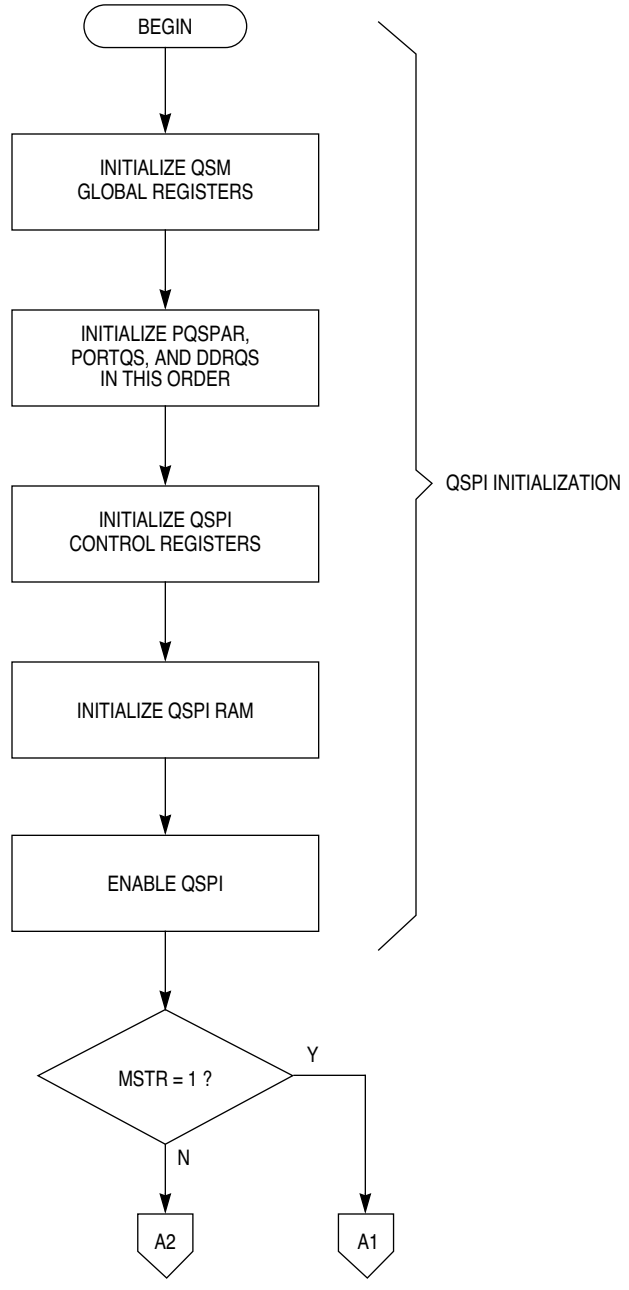 BEGIN
INITIALIZE QSM
GLOBAL REGISTERS
INITIALIZE PQSPAR,
PORTQS, AND DDRQS
IN THIS ORDER
QSPI INITIALIZATION
INITIALIZE QSPI
CONTROL REGISTERS
INITIALIZE QSPI RAM
ENABLE QSPI
MSTR = 1 ?
Y
N
A2
A1